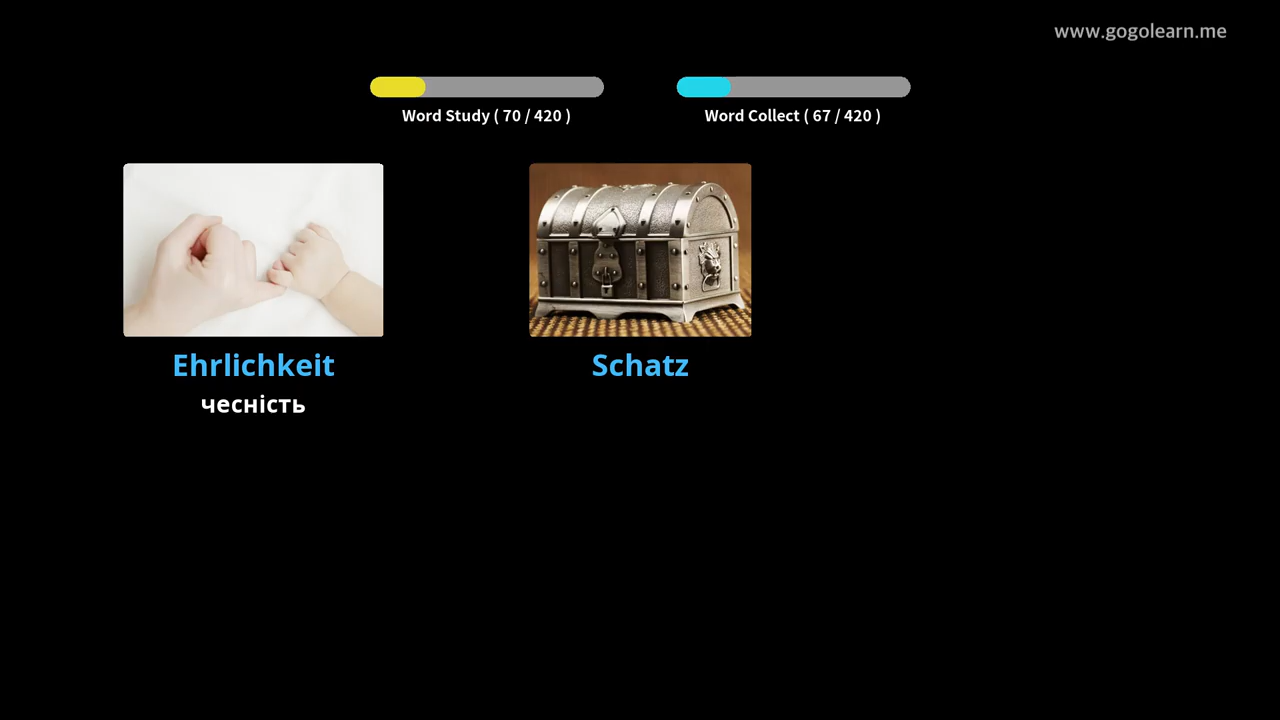 www.gogolearn.me
Word Study ( 70 / 420 )
Word Collect ( 67 / 420 )
Ehrlichkeit
чесність
Schatz